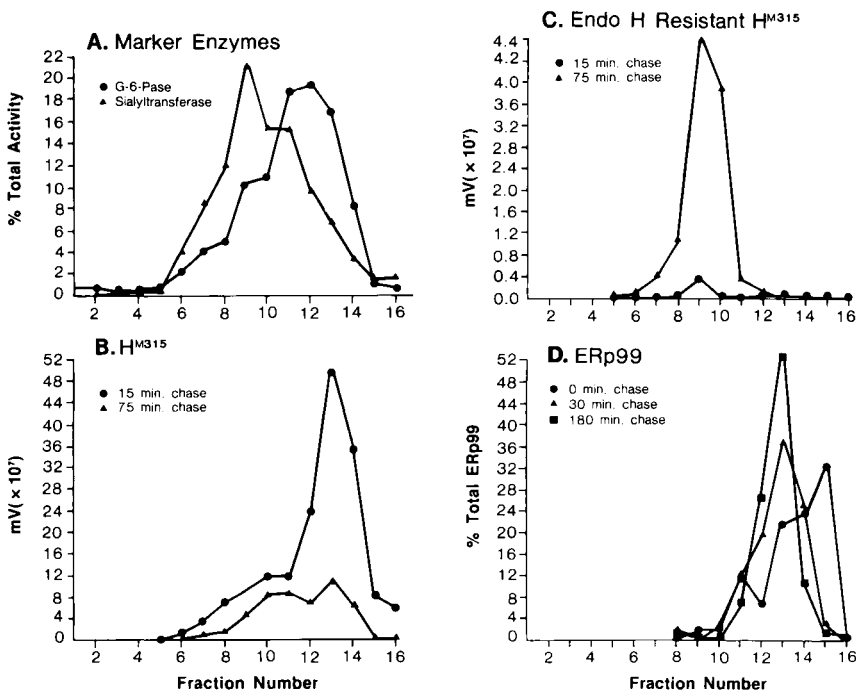 A. Marker Enzymes
G-6-Pase
Sialyltransferase
% Total Activity
22
20
18
16
14
12
10
8
6
4
2
0
2 4 6 8 10 12 14 16
B. H^M315
15 min. chase
75 min. chase
mV(×10⁷)
52
48
44
40
36
32
28
24
20
16
12
8
4
0
2 4 6 8 10 12 14 16
Fraction Number
C. Endo H Resistant H^M315
15 min. chase
75 min. chase
mV(×10⁷)
4.4
4.0
3.6
3.2
2.8
2.4
2.0
1.6
1.2
0.8
0.4
0.0
2 4 6 8 10 12 14 16
D. ERp99
0 min. chase
30 min. chase
180 min. chase
% Total ERp99
52
48
44
40
36
32
28
24
20
16
12
8
4
0
2 4 6 8 10 12 14 16
Fraction Number